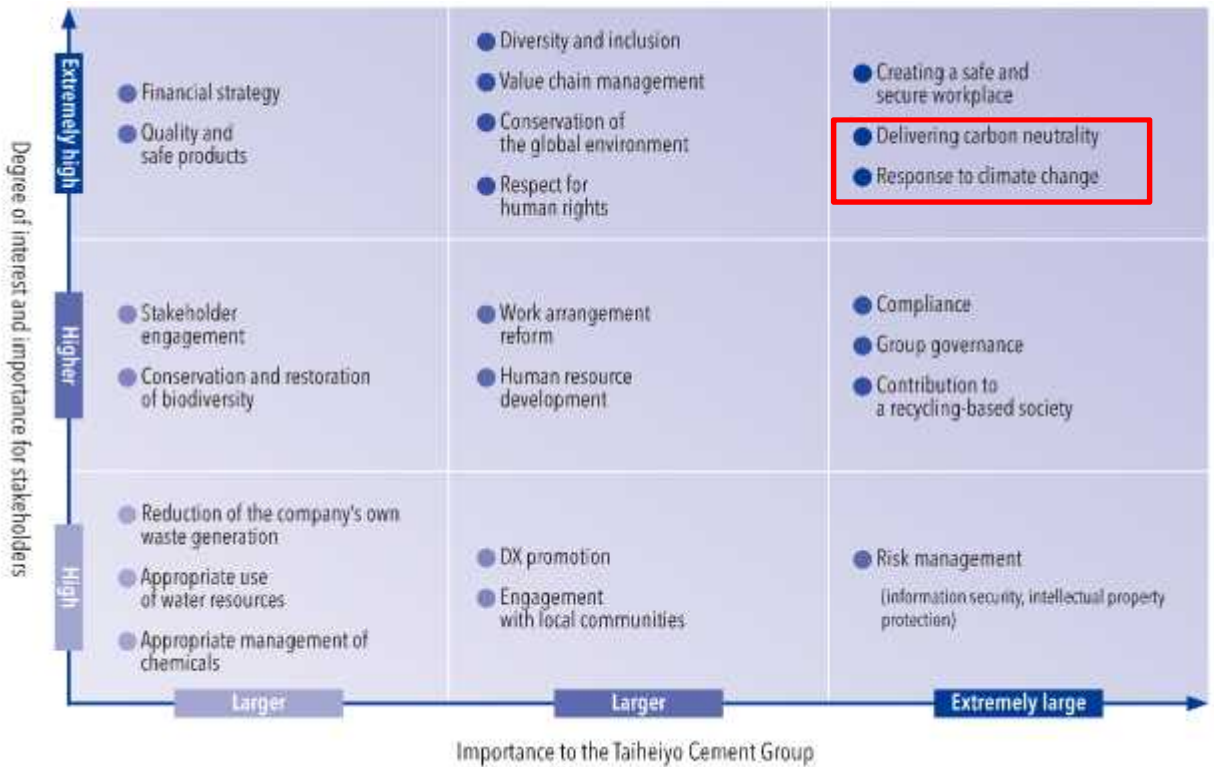 Degree of interest and importance for stakeholders
Extremely high
Financial strategy
Quality and
safe products
Diversity and inclusion
Value chain management
Conservation of
the global environment
Respect for
human rights
Creating a safe and
secure workplace
Delivering carbon neutrality
Response to climate change
Higher
Stakeholder
engagement
Conservation and restoration
of biodiversity
Work arrangement
reform
Human resource
development
Compliance
Group governance
Contribution to
a recycling-based society
High
Reduction of the company's own
waste generation
Appropriate use
of water resources
Appropriate management of
chemicals
DX promotion
Engagement
with local communities
Risk management
(information security, intellectual property
protection)
Larger
Larger
Extremely large
Importance to the Taiheiyo Cement Group